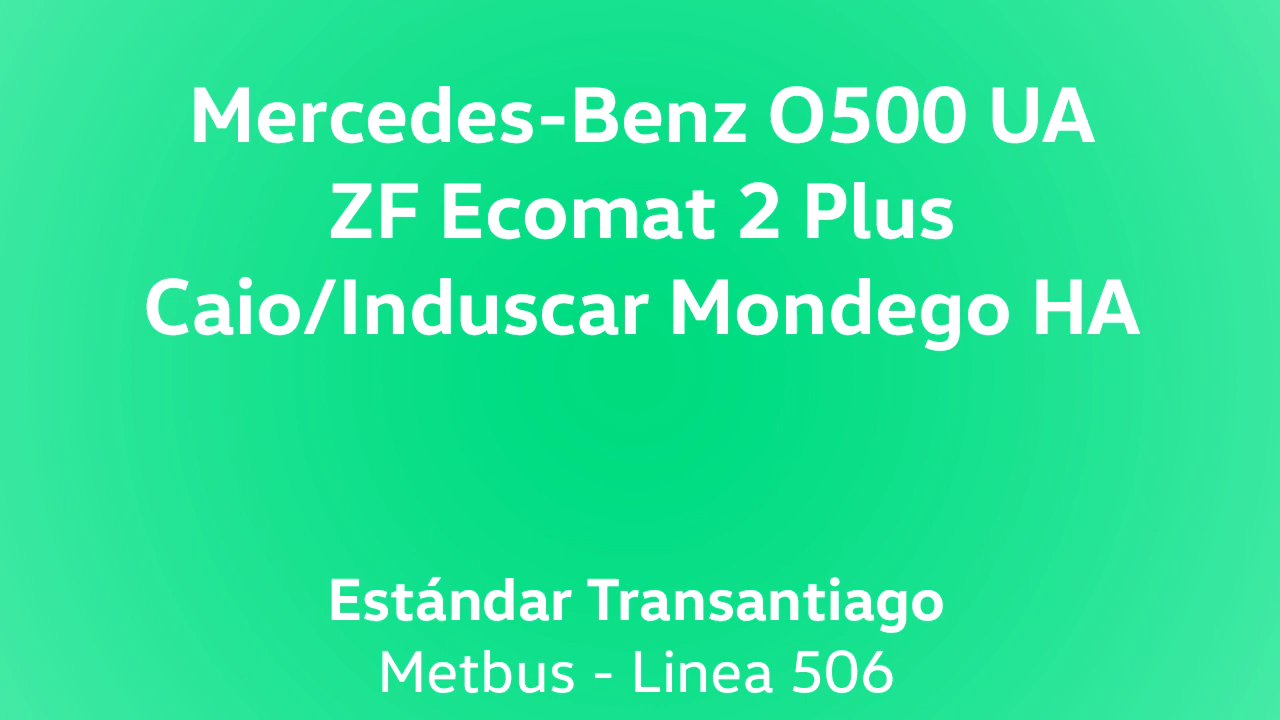 Mercedes-Benz O500 UA
ZF Ecomat 2 Plus
Caio/Induscar Mondego HA
Estándar Transantiago
Metbus - Linea 506